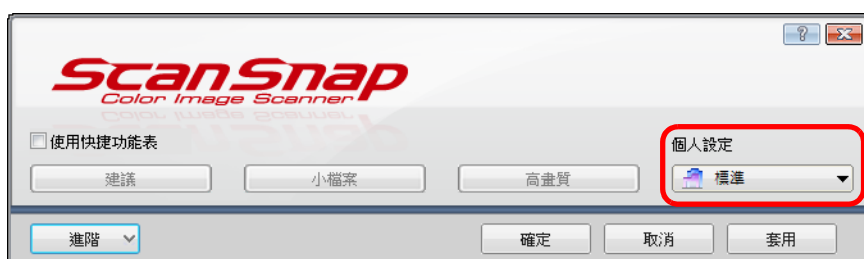 ScanSnap
Color Image Scanner
使用快捷功能表
個人設定
建議
小檔案
高畫質
標準
進階
確定
取消
套用